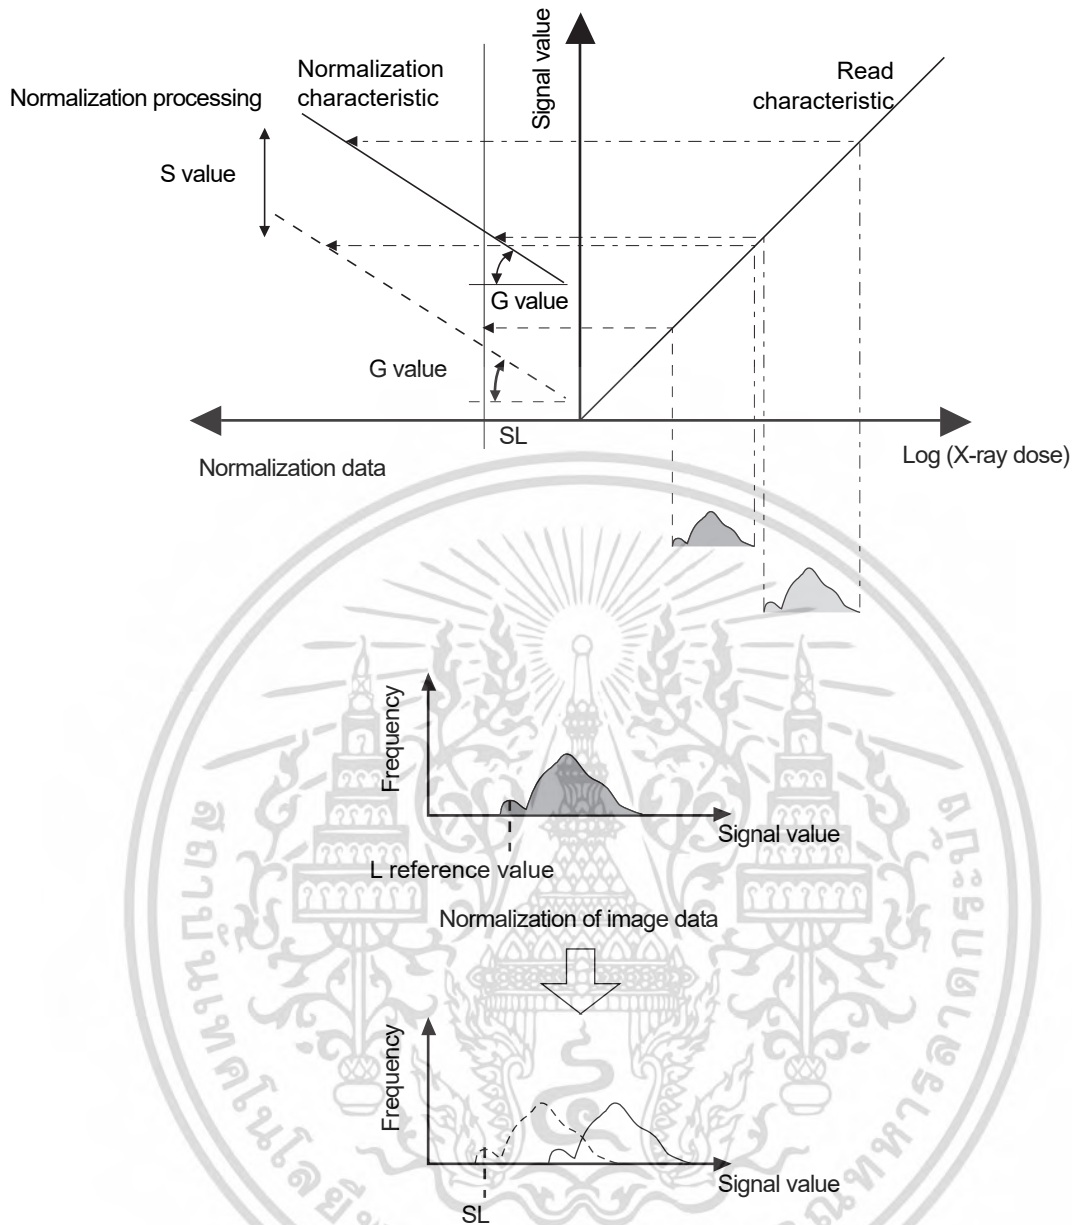 Signal value
Normalization
characteristic
Read
characteristic
Normalization processing
S value
G value
G value
SL
Normalization data
Log (X-ray dose)
Frequency
Signal value
L reference value
Normalization of image data
Frequency
Signal value
SL